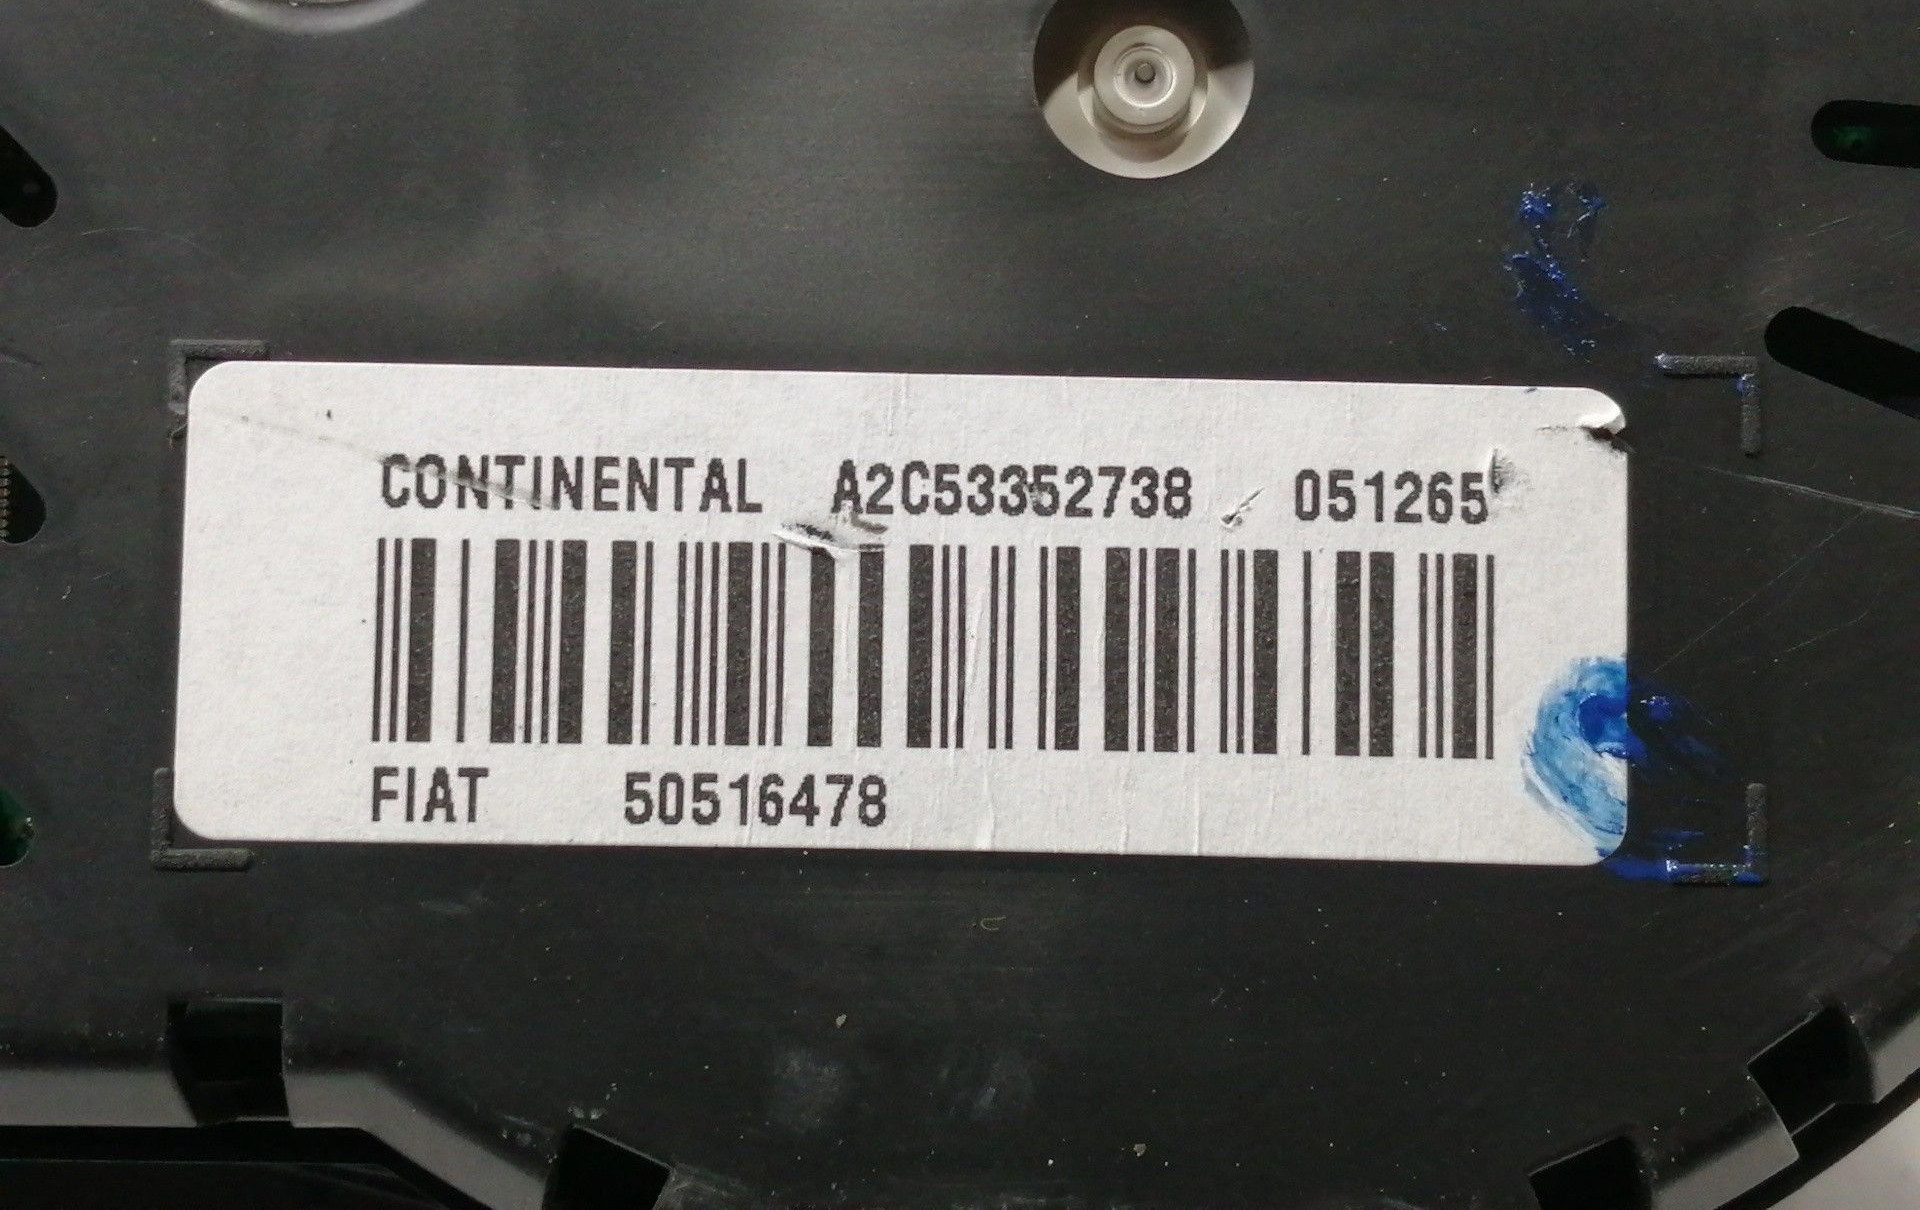 CONTINENTAL A2C53352738 051265
FIAT 50516478